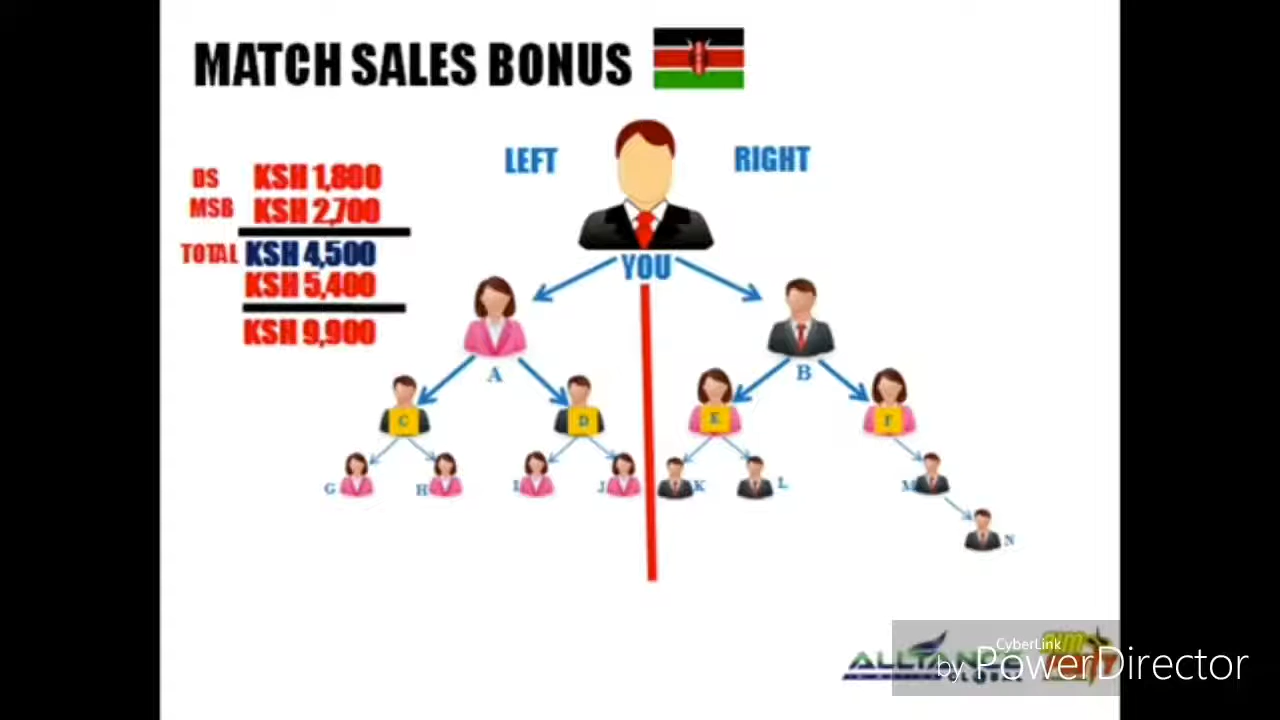 MATCH SALES BONUS
LEFT
RIGHT
DS KSH 1,800
MSB KSH 2,700
TOTAL KSH 4,500
KSH 5,400
KSH 9,900
YOU
A
B
C
D
E
F
G
H
I
J
K
L
M
N
CyberLink
by PowerDirector
GLOBAL